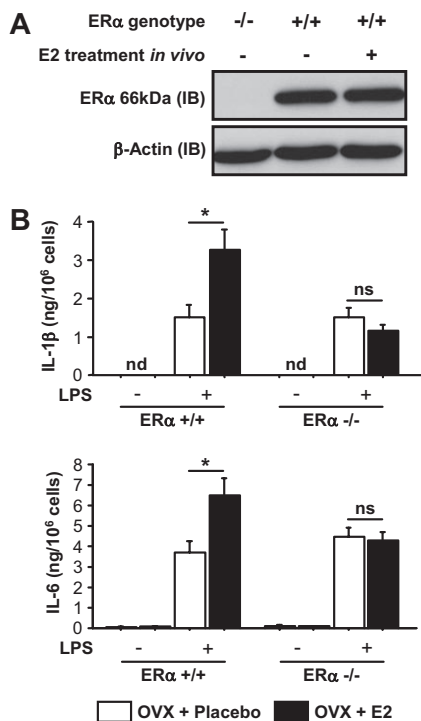 A
ERα genotype -/- +/+ +/+
E2 treatment in vivo - - +
ERα 66kDa (IB)
β-Actin (IB)
B
IL-1β (ng/10⁶ cells)
4
3
2
1
0
nd
*
nd
ns
LPS - + - +
ERα +/+ ERα -/-
IL-6 (ng/10⁶ cells)
8
7
6
5
4
3
2
1
0
*
ns
LPS - + - +
ERα +/+ ERα -/-
OVX + Placebo OVX + E2